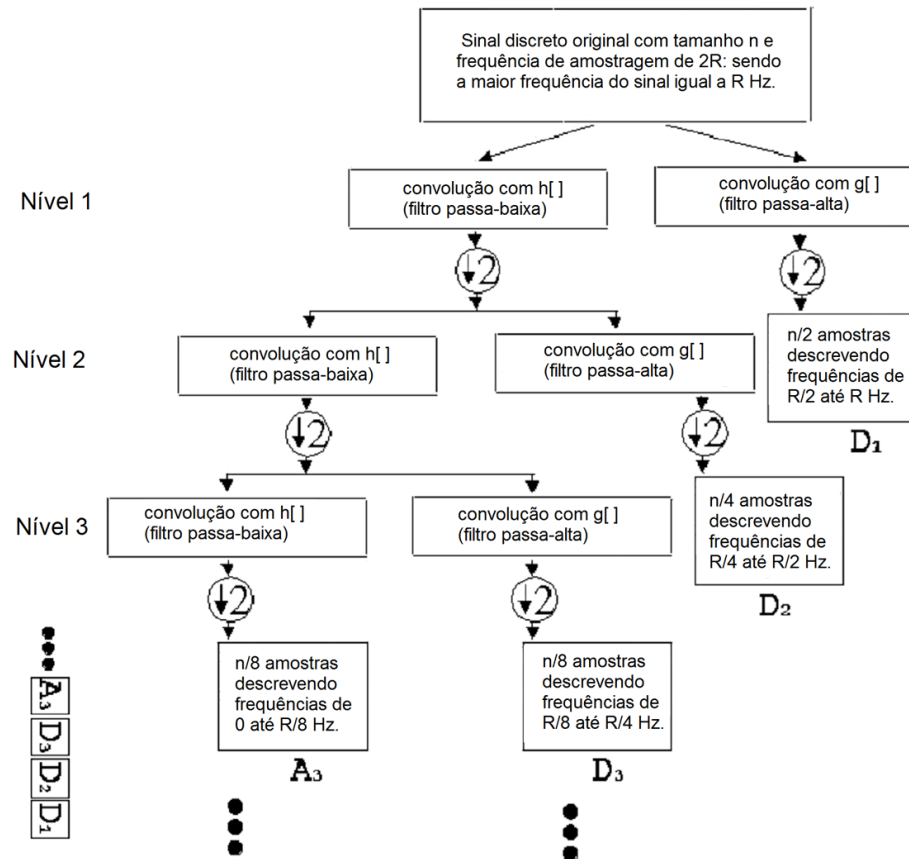 Sinal discreto original com tamanho n e
frequência de amostragem de 2R: sendo
a maior frequência do sinal igual a R Hz.
Nível 1
convolução com h[ ]
(filtro passa-baixa)
convolução com g[ ]
(filtro passa-alta)
↓2
↓2
Nível 2
convolução com h[ ]
(filtro passa-baixa)
convolução com g[ ]
(filtro passa-alta)
n/2 amostras
descrevendo
frequências de
R/2 até R Hz.
D₁
↓2
↓2
Nível 3
convolução com h[ ]
(filtro passa-baixa)
convolução com g[ ]
(filtro passa-alta)
n/4 amostras
descrevendo
frequências de
R/4 até R/2 Hz.
D₂
↓2
↓2
n/8 amostras
descrevendo
frequências de
0 até R/8 Hz.
A₃
n/8 amostras
descrevendo
frequências de
R/8 até R/4 Hz.
D₃
A₃
D₃
D₂
D₁